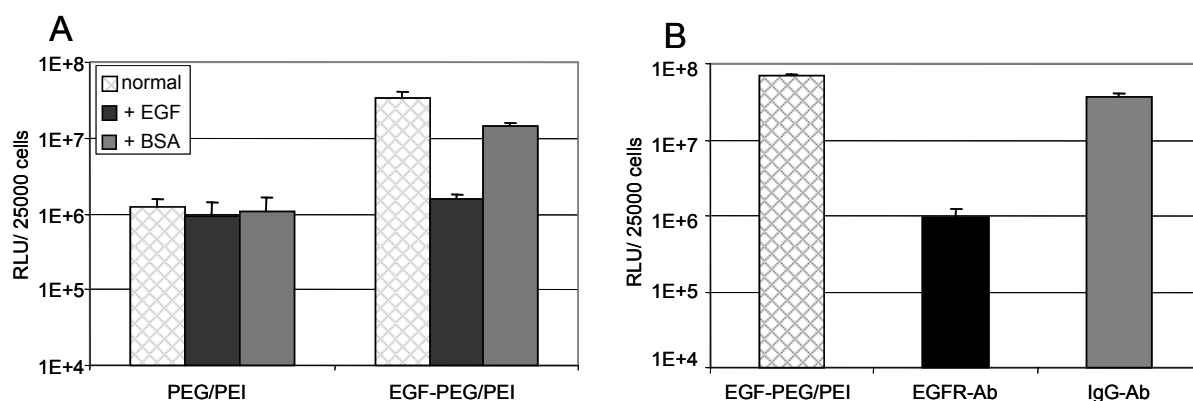 A
RLU/ 25000 cells
1E+8
1E+7
1E+6
1E+5
1E+4
normal
+ EGF
+ BSA
PEG/PEI
EGF-PEG/PEI
B
RLU/ 25000 cells
1E+8
1E+7
1E+6
1E+5
1E+4
EGF-PEG/PEI
EGFR-Ab
IgG-Ab